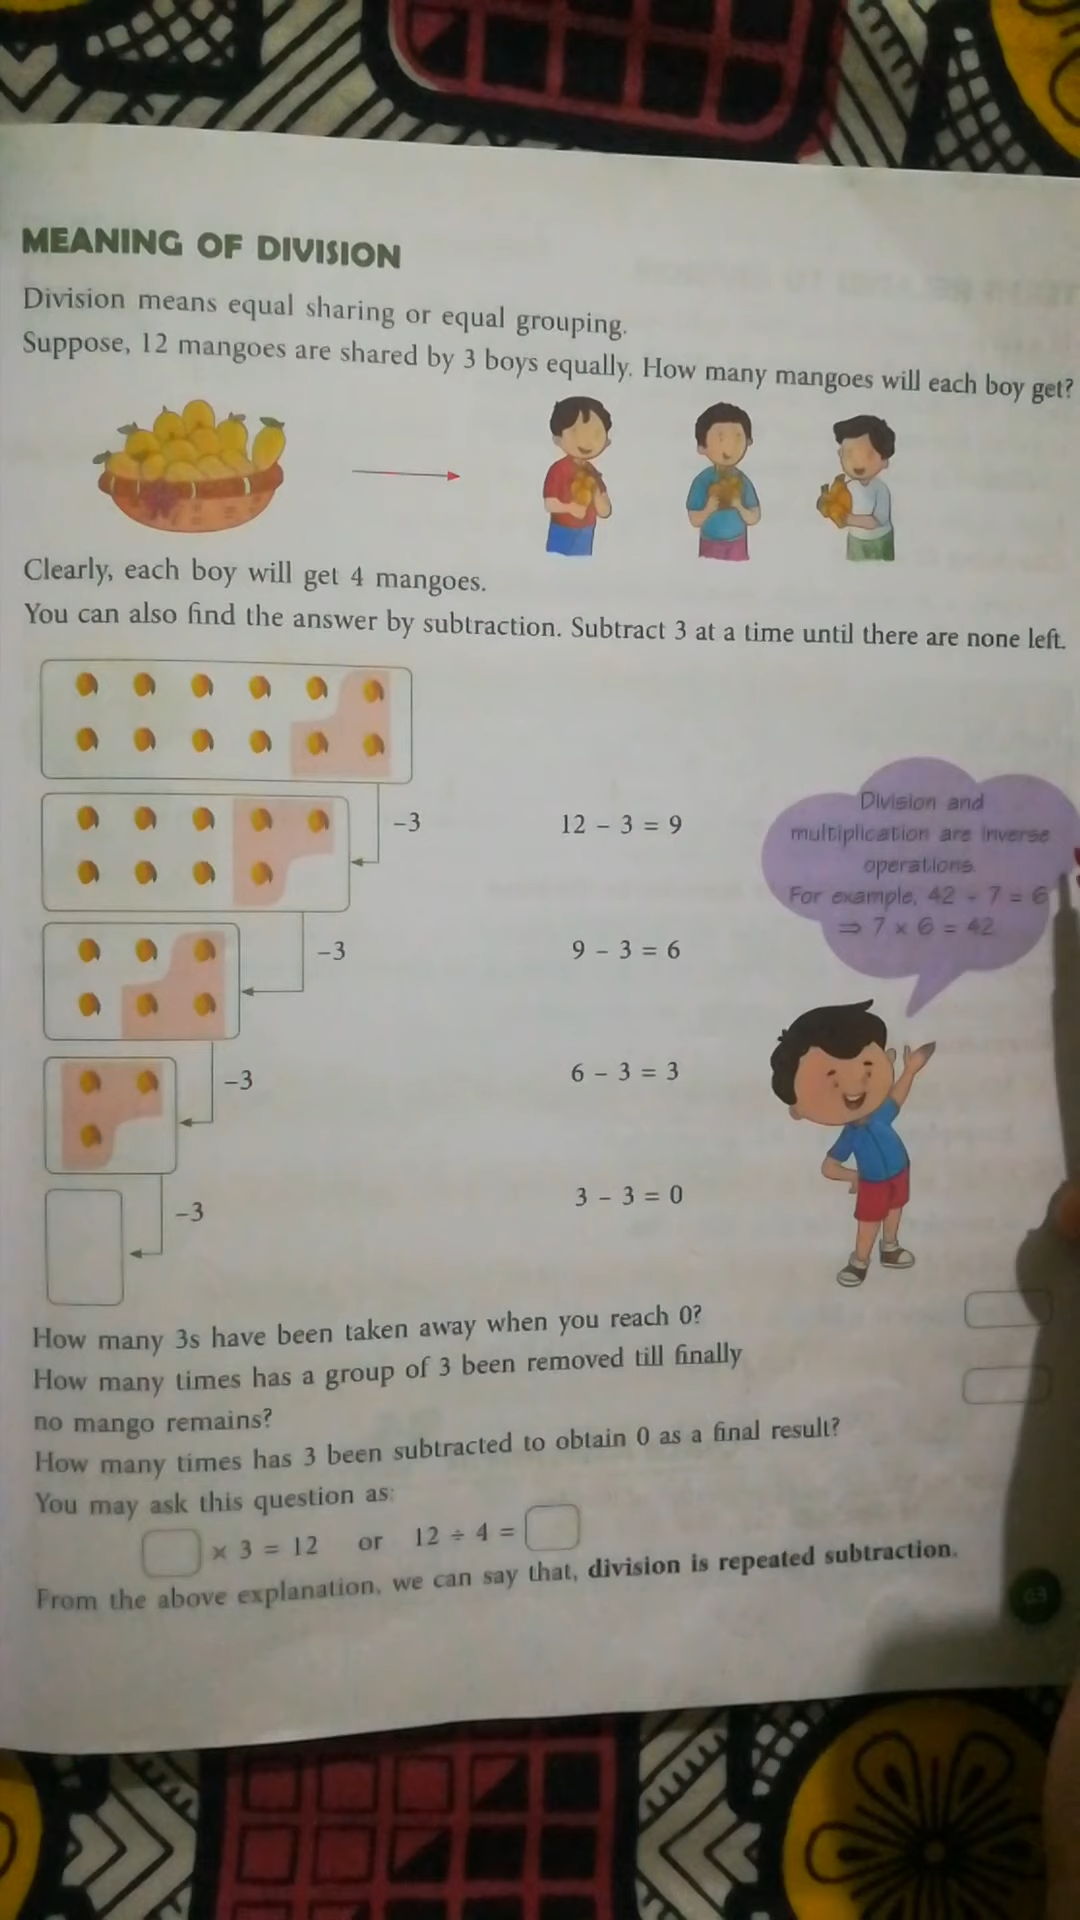 MEANING OF DIVISION
Division means equal sharing or equal grouping.
Suppose, 12 mangoes are shared by 3 boys equally. How many mangoes will each boy get?
Clearly, each boy will get 4 mangoes.
You can also find the answer by subtraction. Subtract 3 at a time until there are none left.
−3
12 − 3 = 9
−3
9 − 3 = 6
−3
6 − 3 = 3
−3
3 − 3 = 0
Division and
multiplication are inverse
operations.
For example, 42 ÷ 7 = 6
⇒ 7 × 6 = 42
How many 3s have been taken away when you reach 0?
How many times has a group of 3 been removed till finally
no mango remains?
How many times has 3 been subtracted to obtain 0 as a final result?
You may ask this question as:
× 3 = 12 or 12 ÷ 4 =
From the above explanation, we can say that, division is repeated subtraction.
63